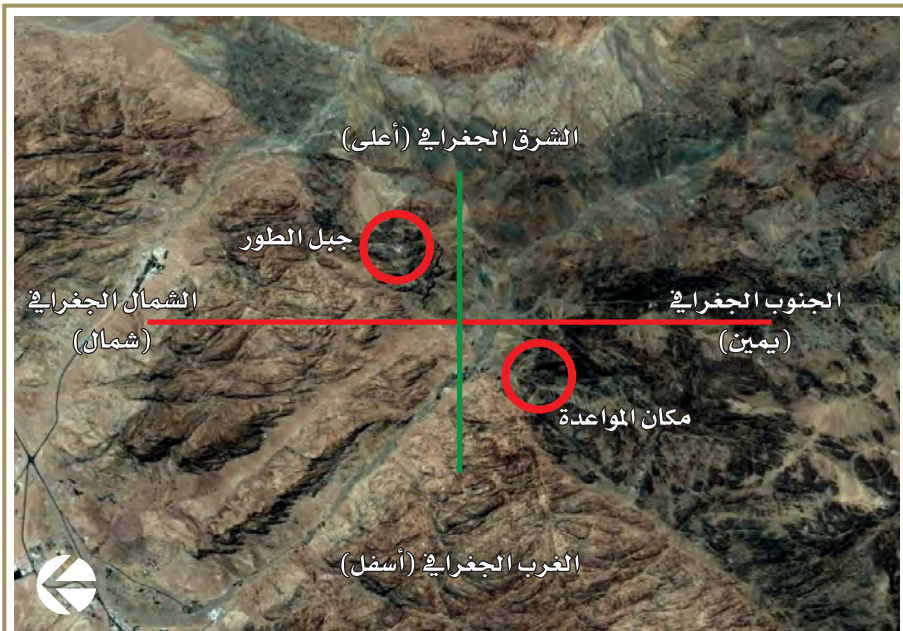 الشرق الجغرافي (أعلى)
جبل الطور
الجنوب الجغرافي
(يمين)
الشمال الجغرافي
(شمال)
مكان المواعدة
الغرب الجغرافي (أسفل)